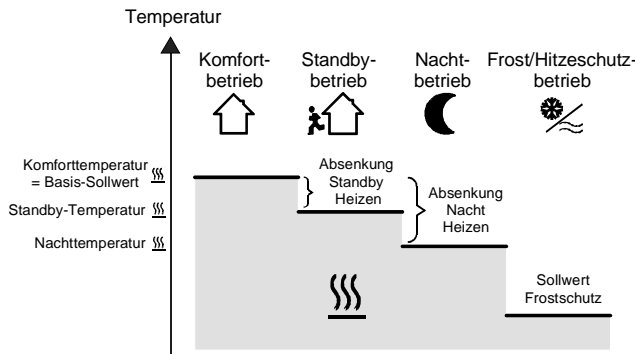 Temperatur
Komfort-
betrieb
Standby-
betrieb
Nacht-
betrieb
Frost/Hitzeschutz-
betrieb
Komforttemperatur
= Basis-Sollwert
Standby-Temperatur
Nachttemperatur
Absenkung
Standby
Heizen
Absenkung
Nacht
Heizen
Sollwert
Frostschutz